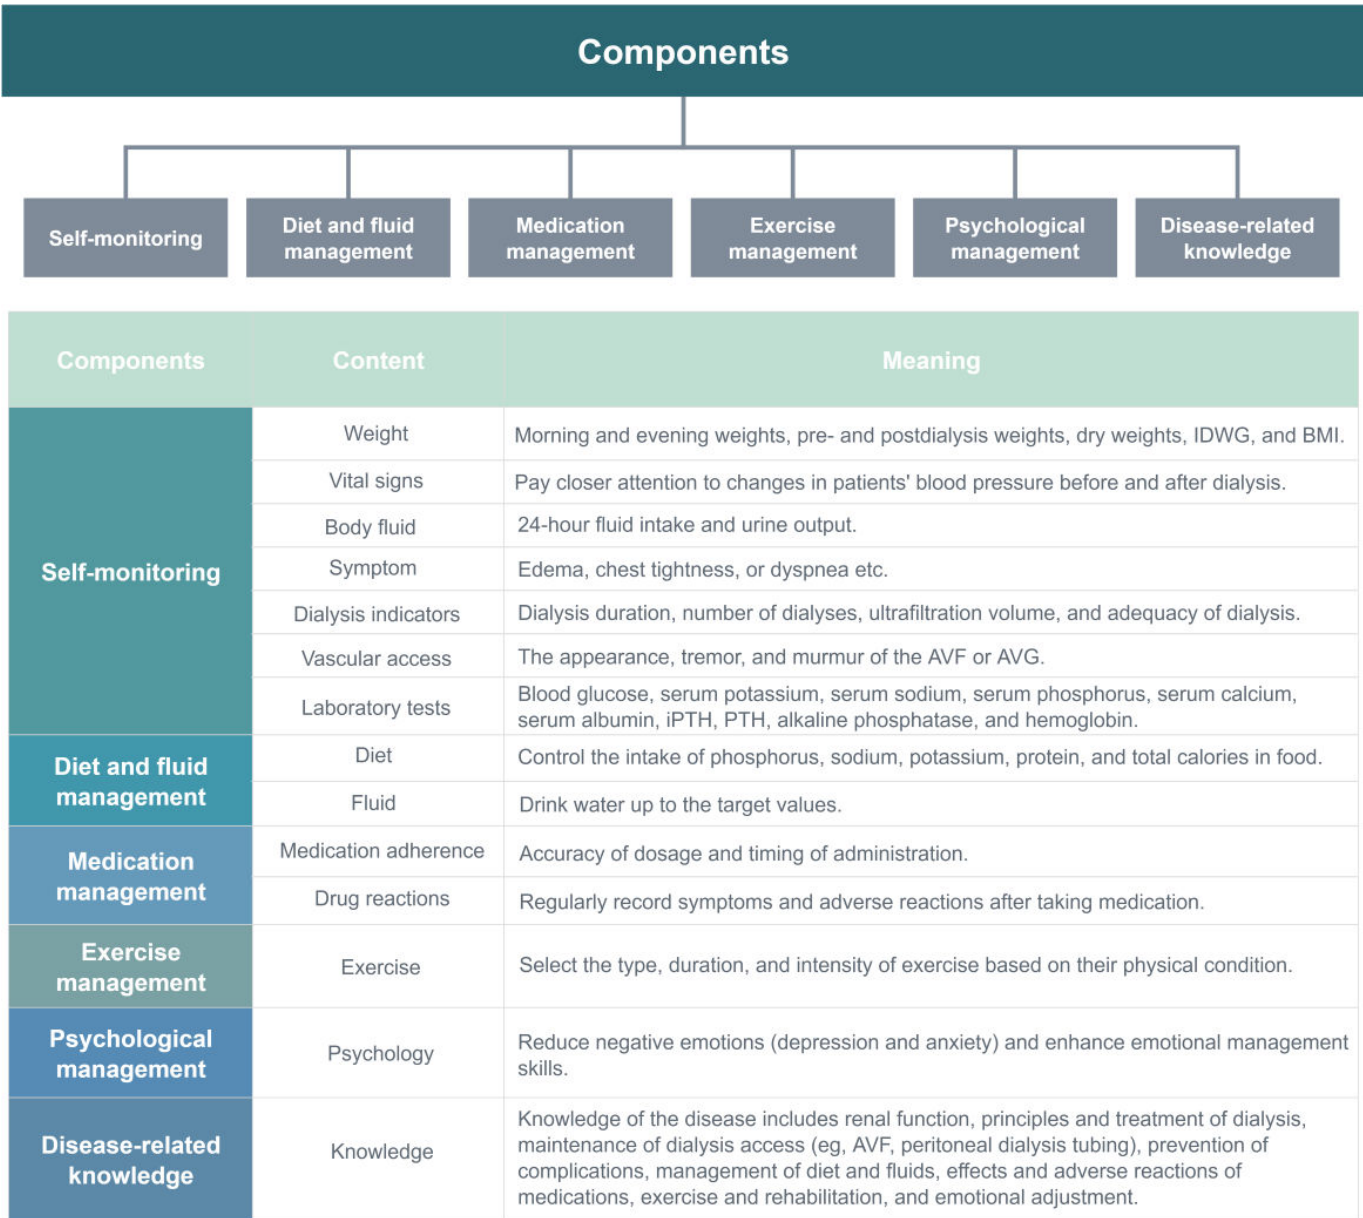 Components
Self-monitoring
Diet and fluid
management
Medication
management
Exercise
management
Psychological
management
Disease-related
knowledge
Components
Content
Meaning
Self-monitoring
Weight
Morning and evening weights, pre- and postdialysis weights, dry weights, IDWG, and BMI.
Vital signs
Pay closer attention to changes in patients' blood pressure before and after dialysis.
Body fluid
24-hour fluid intake and urine output.
Symptom
Edema, chest tightness, or dyspnea etc.
Dialysis indicators
Dialysis duration, number of dialyses, ultrafiltration volume, and adequacy of dialysis.
Vascular access
The appearance, tremor, and murmur of the AVF or AVG.
Laboratory tests
Blood glucose, serum potassium, serum sodium, serum phosphorus, serum calcium,
serum albumin, iPTH, PTH, alkaline phosphatase, and hemoglobin.
Diet and fluid
management
Diet
Control the intake of phosphorus, sodium, potassium, protein, and total calories in food.
Fluid
Drink water up to the target values.
Medication
management
Medication adherence
Accuracy of dosage and timing of administration.
Drug reactions
Regularly record symptoms and adverse reactions after taking medication.
Exercise
management
Exercise
Select the type, duration, and intensity of exercise based on their physical condition.
Psychological
management
Psychology
Reduce negative emotions (depression and anxiety) and enhance emotional management
skills.
Disease-related
knowledge
Knowledge
Knowledge of the disease includes renal function, principles and treatment of dialysis,
maintenance of dialysis access (eg, AVF, peritoneal dialysis tubing), prevention of
complications, management of diet and fluids, effects and adverse reactions of
medications, exercise and rehabilitation, and emotional adjustment.